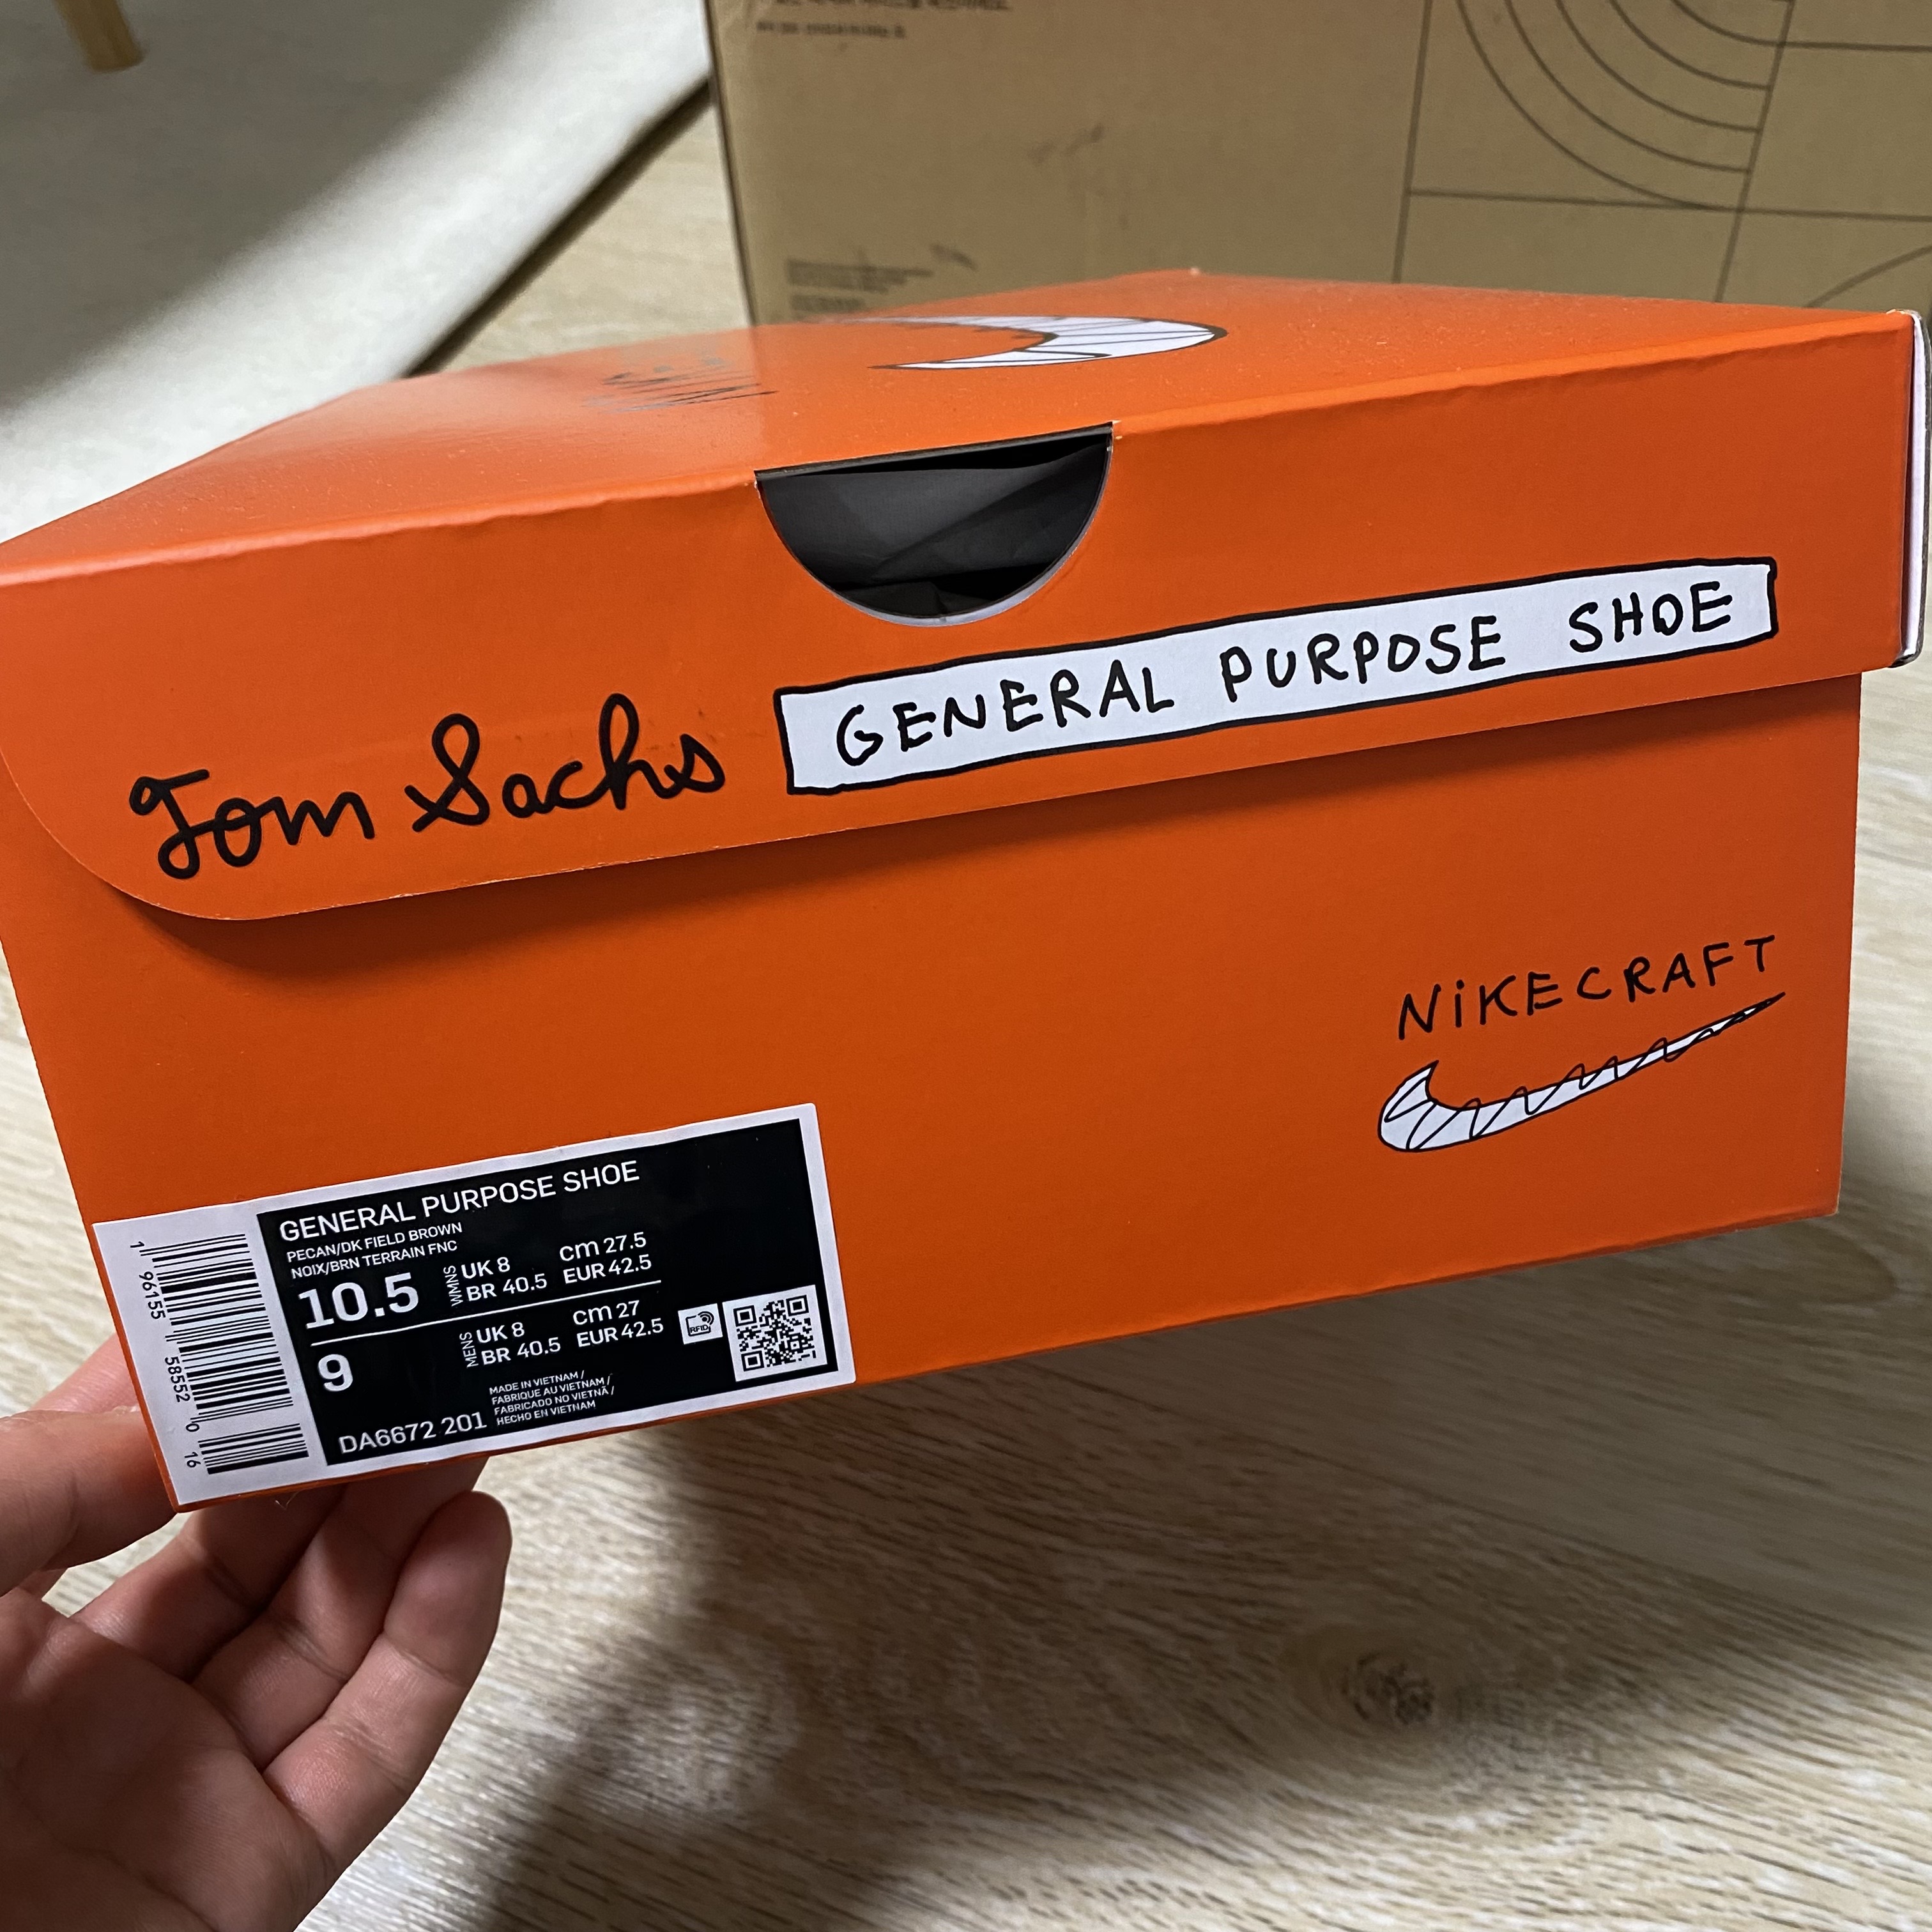 Tom Sachs
GENERAL PURPOSE SHOE
NiKECRAFT
GENERAL PURPOSE SHOE
PECAN/DK FIELD BROWN
NOIX/BRN TERRAIN FNC
10.5 WMNS UK 8 cm 27.5
BR 40.5 EUR 42.5
9 MENS UK 8 cm 27
BR 40.5 EUR 42.5
RFID
MADE IN VIETNAM /
FABRIQUE AU VIETNAM /
FABRICADO NO VIETNÃ /
HECHO EN VIETNAM
DA6672 201
1 96155 58552 0 16